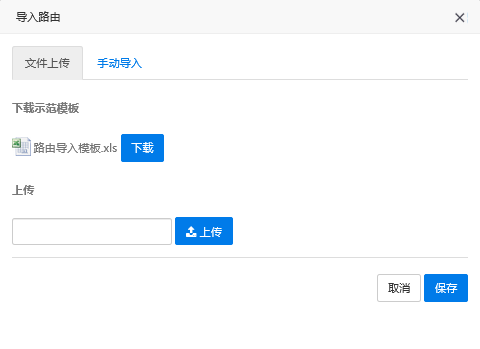 导入路由
文件上传 手动导入
下载示范模板
路由导入模板.xls 下载
上传
上传
取消 保存